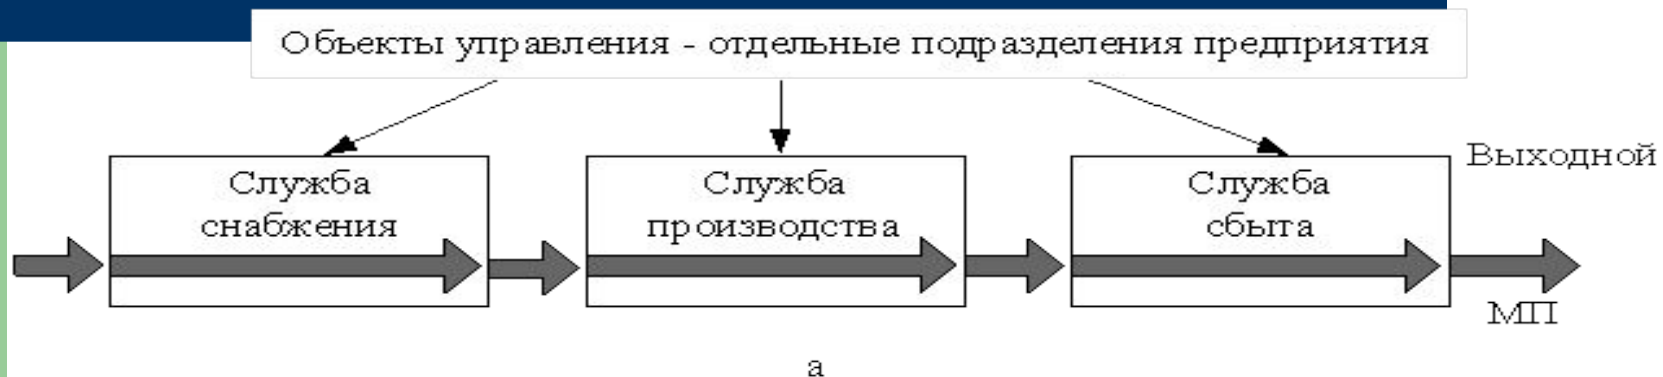 Объекты управления - отдельные подразделения предприятия
Служба
снабжения
Служба
производства
Служба
сбыта
Выходной
МП
а